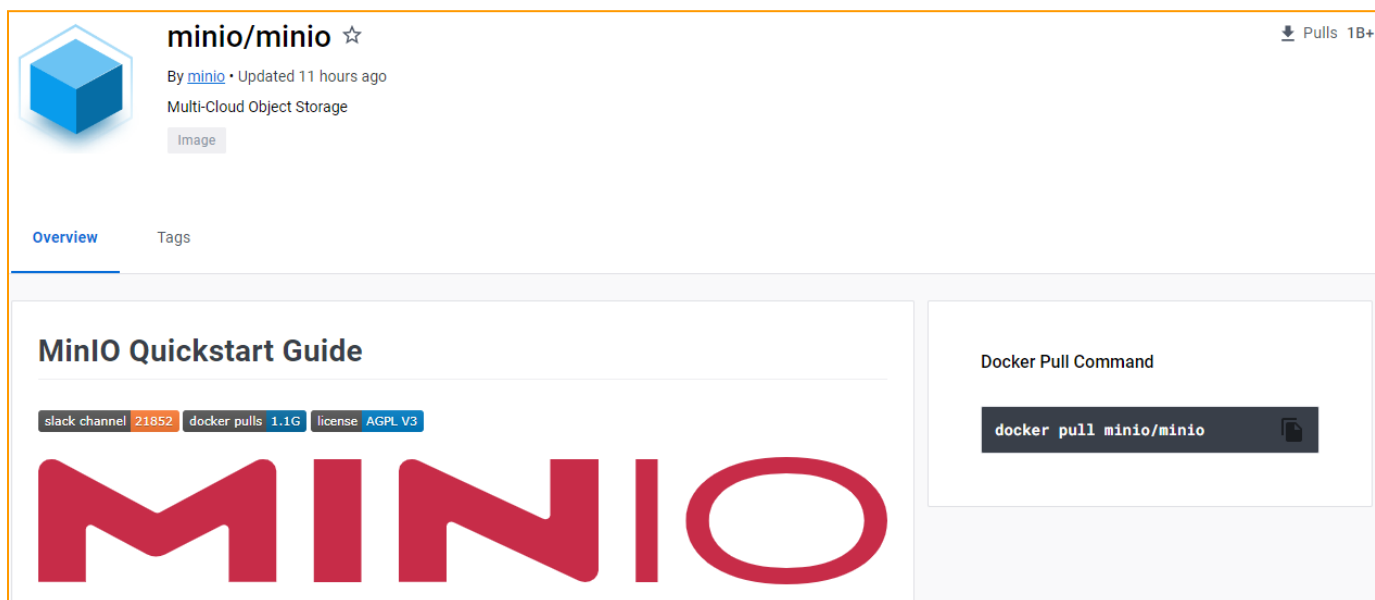 minio/minio
Pulls 1B+
By minio • Updated 11 hours ago
Multi-Cloud Object Storage
Image
Overview Tags
MinIO Quickstart Guide
slack channel 21852 docker pulls 1.1G license AGPL V3
MINIO
Docker Pull Command
docker pull minio/minio